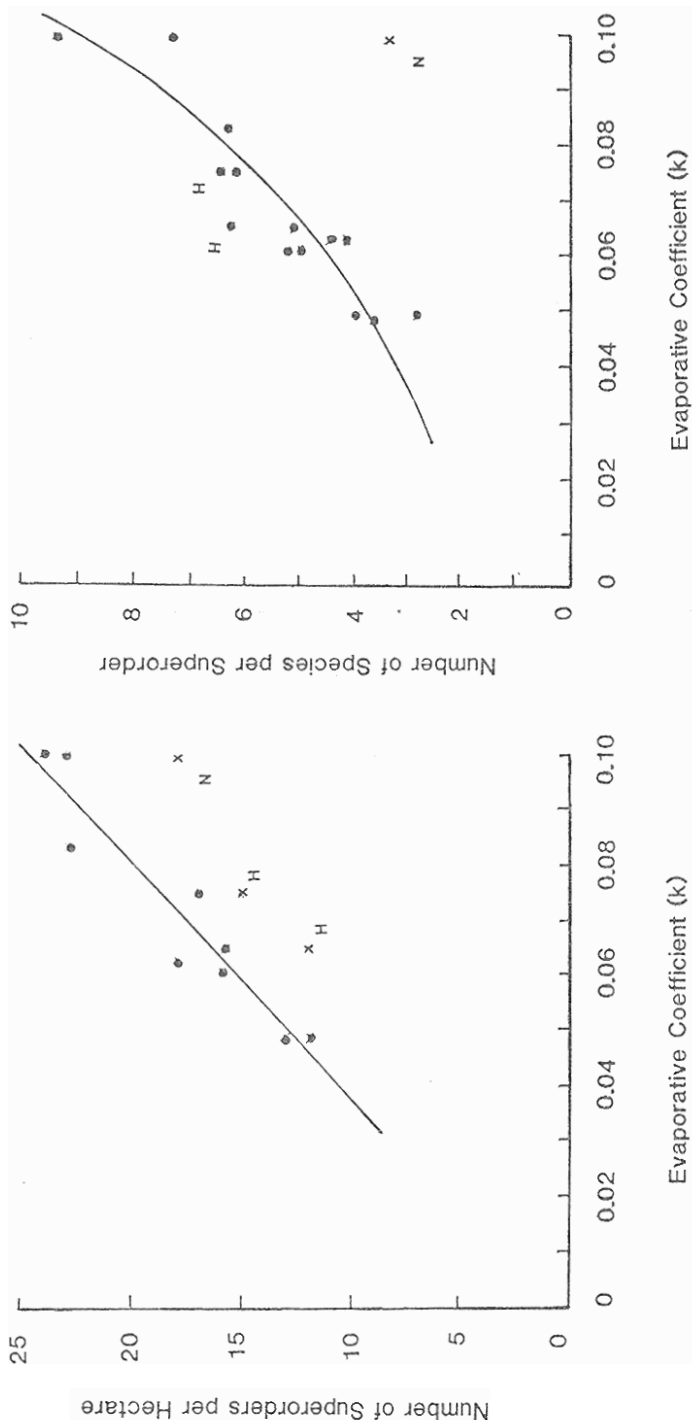 Number of Superorders per Hectare
25
20
15
10
5
0
0
0.02
0.04
0.06
0.08
0.10
Evaporative Coefficient (k)
H
H
N
Number of Species per Superorder
10
8
6
4
2
0
0
0.02
0.04
0.06
0.08
0.10
Evaporative Coefficient (k)
H
H
N